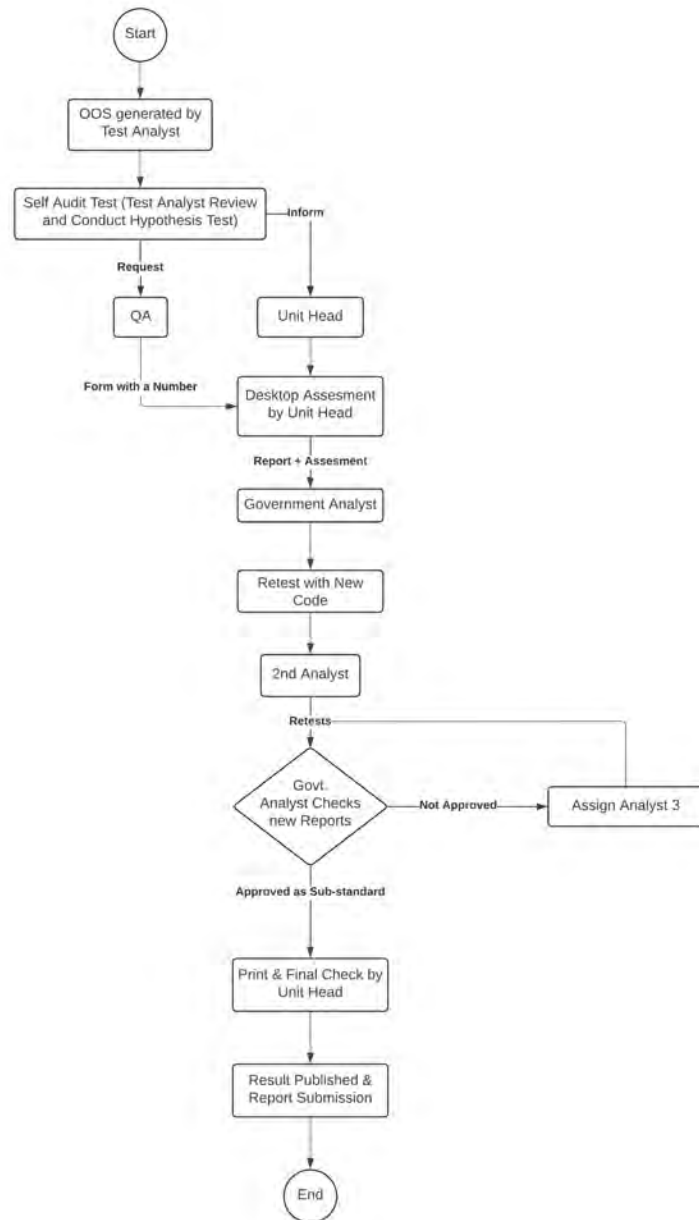 Start
OOS generated by
Test Analyst
Self Audit Test (Test Analyst Review
and Conduct Hypothesis Test)
Inform
Request
QA
Unit Head
Form with a Number
Desktop Assesment
by Unit Head
Report + Assesment
Government Analyst
Retest with New
Code
2nd Analyst
Retests
Govt.
Analyst Checks
new Reports
Not Approved
Assign Analyst 3
Approved as Sub-standard
Print & Final Check by
Unit Head
Result Published &
Report Submission
End